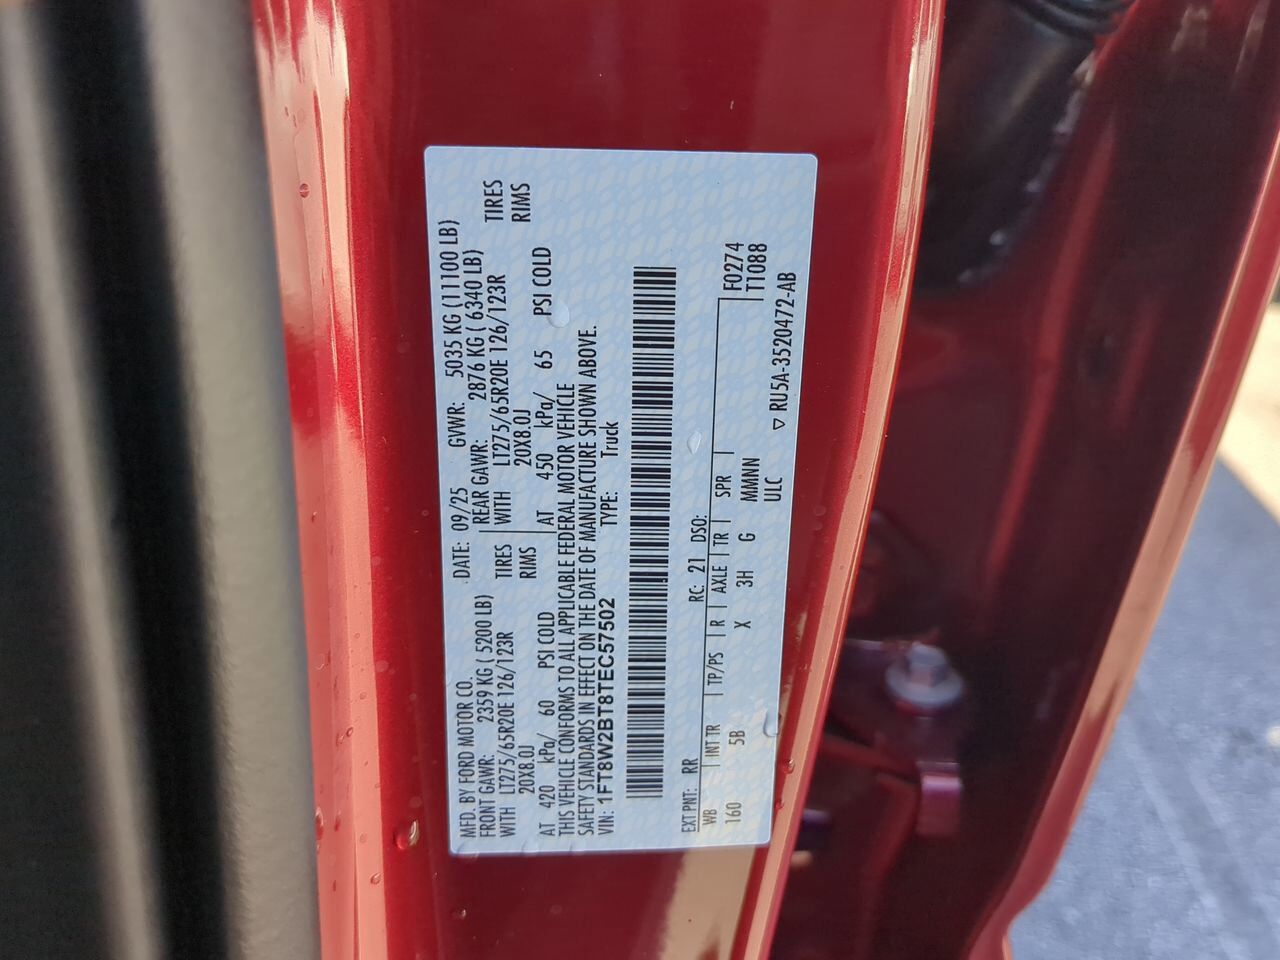 MFD. BY FORD MOTOR CO. DATE: 09/25 GVWR: 5035 KG (11100 LB)
FRONT GAWR: 2359 KG ( 5200 LB) REAR GAWR: 2876 KG ( 6340 LB)
WITH LT275/65R20E 126/123R TIRES WITH LT275/65R20E 126/123R TIRES
20X8.0J RIMS 20X8.0J RIMS
AT 420 kPa/ 60 PSI COLD AT 450 kPa/ 65 PSI COLD
THIS VEHICLE CONFORMS TO ALL APPLICABLE FEDERAL MOTOR VEHICLE
SAFETY STANDARDS IN EFFECT ON THE DATE OF MANUFACTURE SHOWN ABOVE.
VIN: 1FT8W2BT8TEC57502 TYPE: Truck
EXT PNT: RR RC: 21 DSO:
WB INT TR TP/PS R AXLE TR SPR F0274
160 5B X 3H G MMNN T1088
ULC
▽ RU5A-3520472-AB